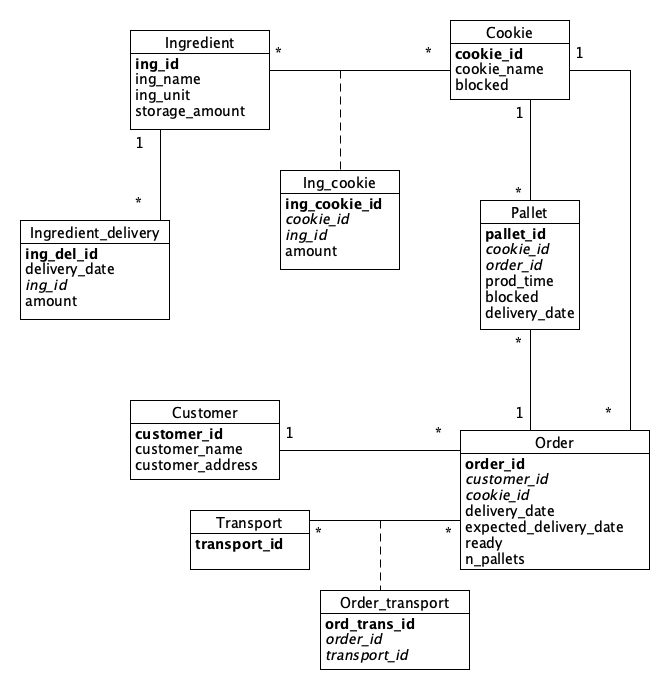 Ingredient
ing_id
ing_name
ing_unit
storage_amount
*
*
Cookie
cookie_id
cookie_name
blocked
1
1
1
*
Ing_cookie
ing_cookie_id
cookie_id
ing_id
amount
*
Ingredient_delivery
ing_del_id
delivery_date
ing_id
amount
Pallet
pallet_id
cookie_id
order_id
prod_time
blocked
delivery_date
*
1
*
Customer
customer_id
customer_name
customer_address
1
*
Order
order_id
customer_id
cookie_id
delivery_date
expected_delivery_date
ready
n_pallets
Transport
transport_id
*
*
Order_transport
ord_trans_id
order_id
transport_id